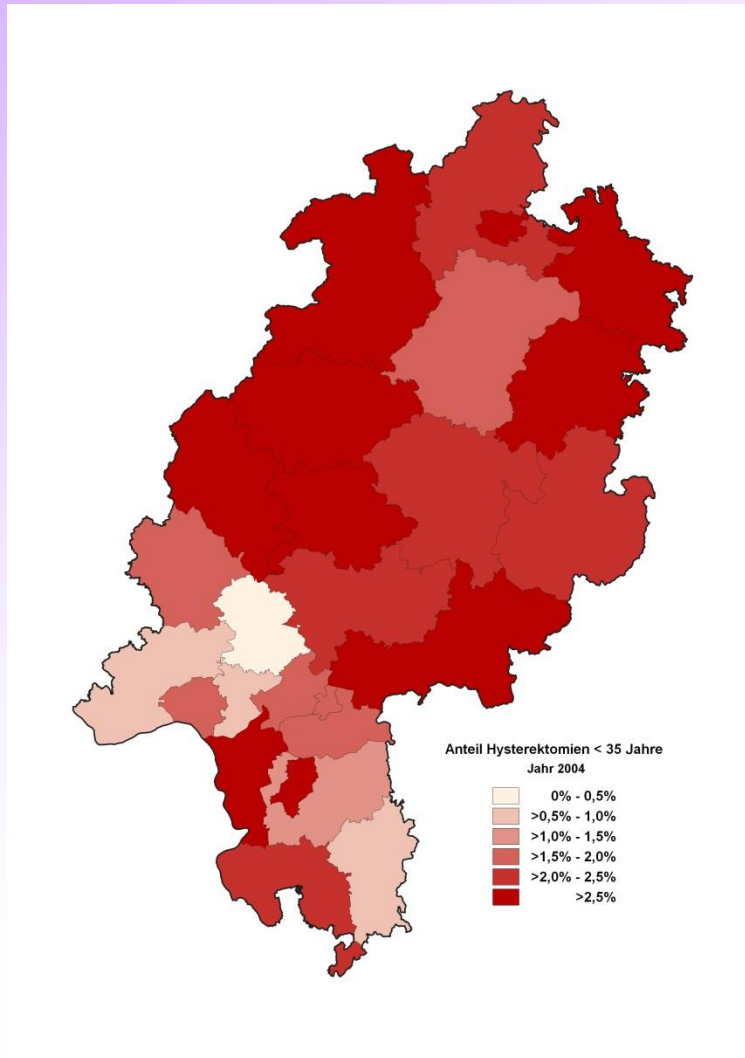 Anteil Hysterektomien < 35 Jahre
Jahr 2004
0% - 0,5%
>0,5% - 1,0%
>1,0% - 1,5%
>1,5% - 2,0%
>2,0% - 2,5%
>2,5%